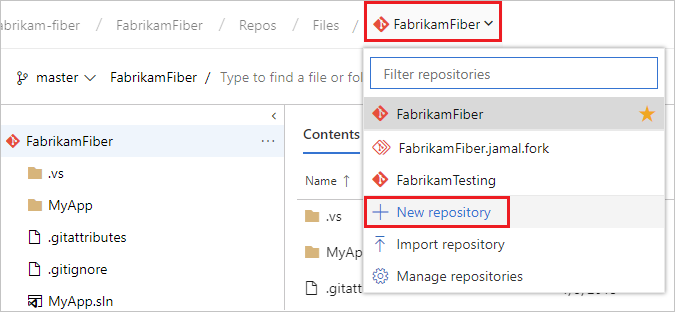 abrikam-fiber / FabrikamFiber / Repos / Files / FabrikamFiber
master FabrikamFiber / Type to find a file or fol
Filter repositories
FabrikamFiber
FabrikamFiber.jamal.fork
FabrikamTesting
New repository
Import repository
Manage repositories
FabrikamFiber ...
.vs
MyApp
.gitattributes
.gitignore
MyApp.sln
Contents
Name ↑
.vs
MyAp
.gitatt